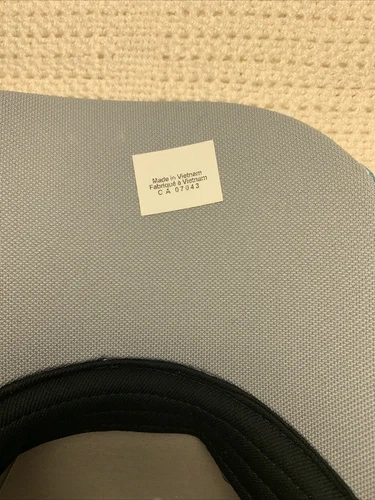 Made in Vietnam
Fabriqué à Vietnam
C A 07043